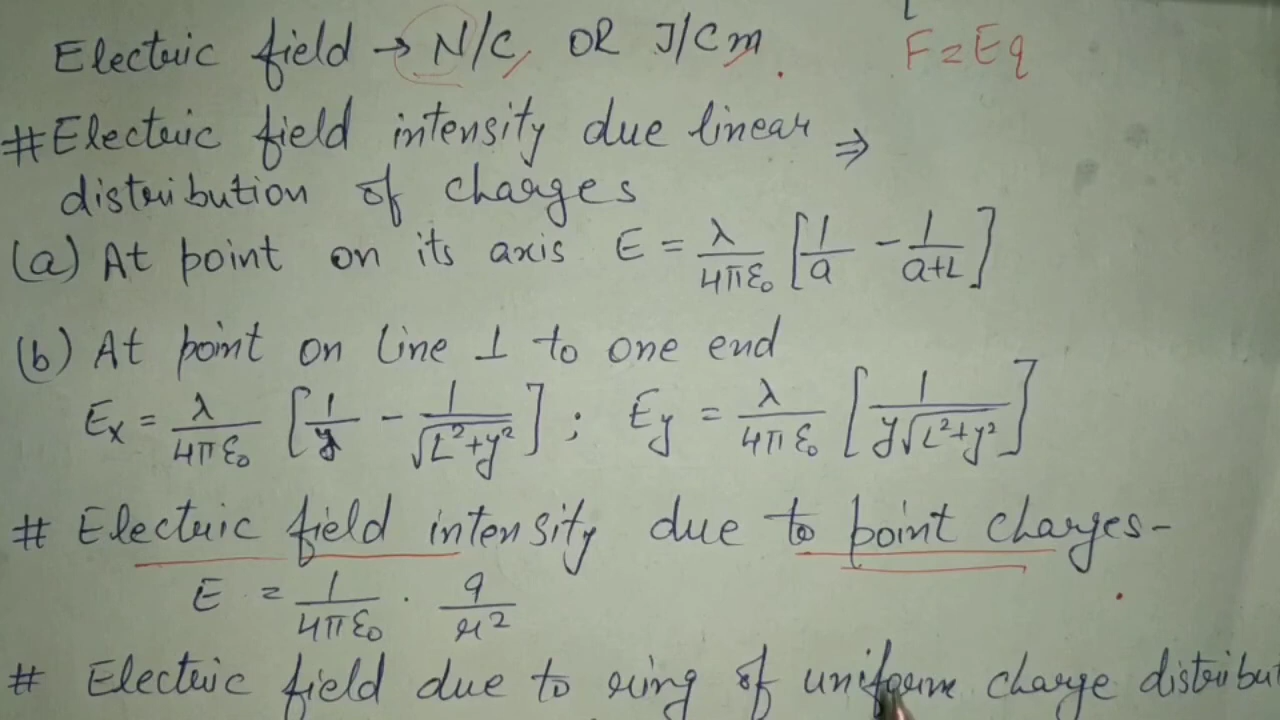 Electric field → N/C, OR J/Cm. F=Eq
#Electric field intensity due linear ⇒
distribution of charges
(a) At point on its axis E = λ/4πε₀ [1/a − 1/a+L]
(b) At point on line ⊥ to one end
Ex = λ/4πε₀ [1/y − 1/√L²+y²] ; Ey = λ/4πε₀ [1/y√L²+y²]
# Electric field intensity due to point charges-
E = 1/4πε₀ . q/r²
# Electric field due to ring of uniform charge distribut